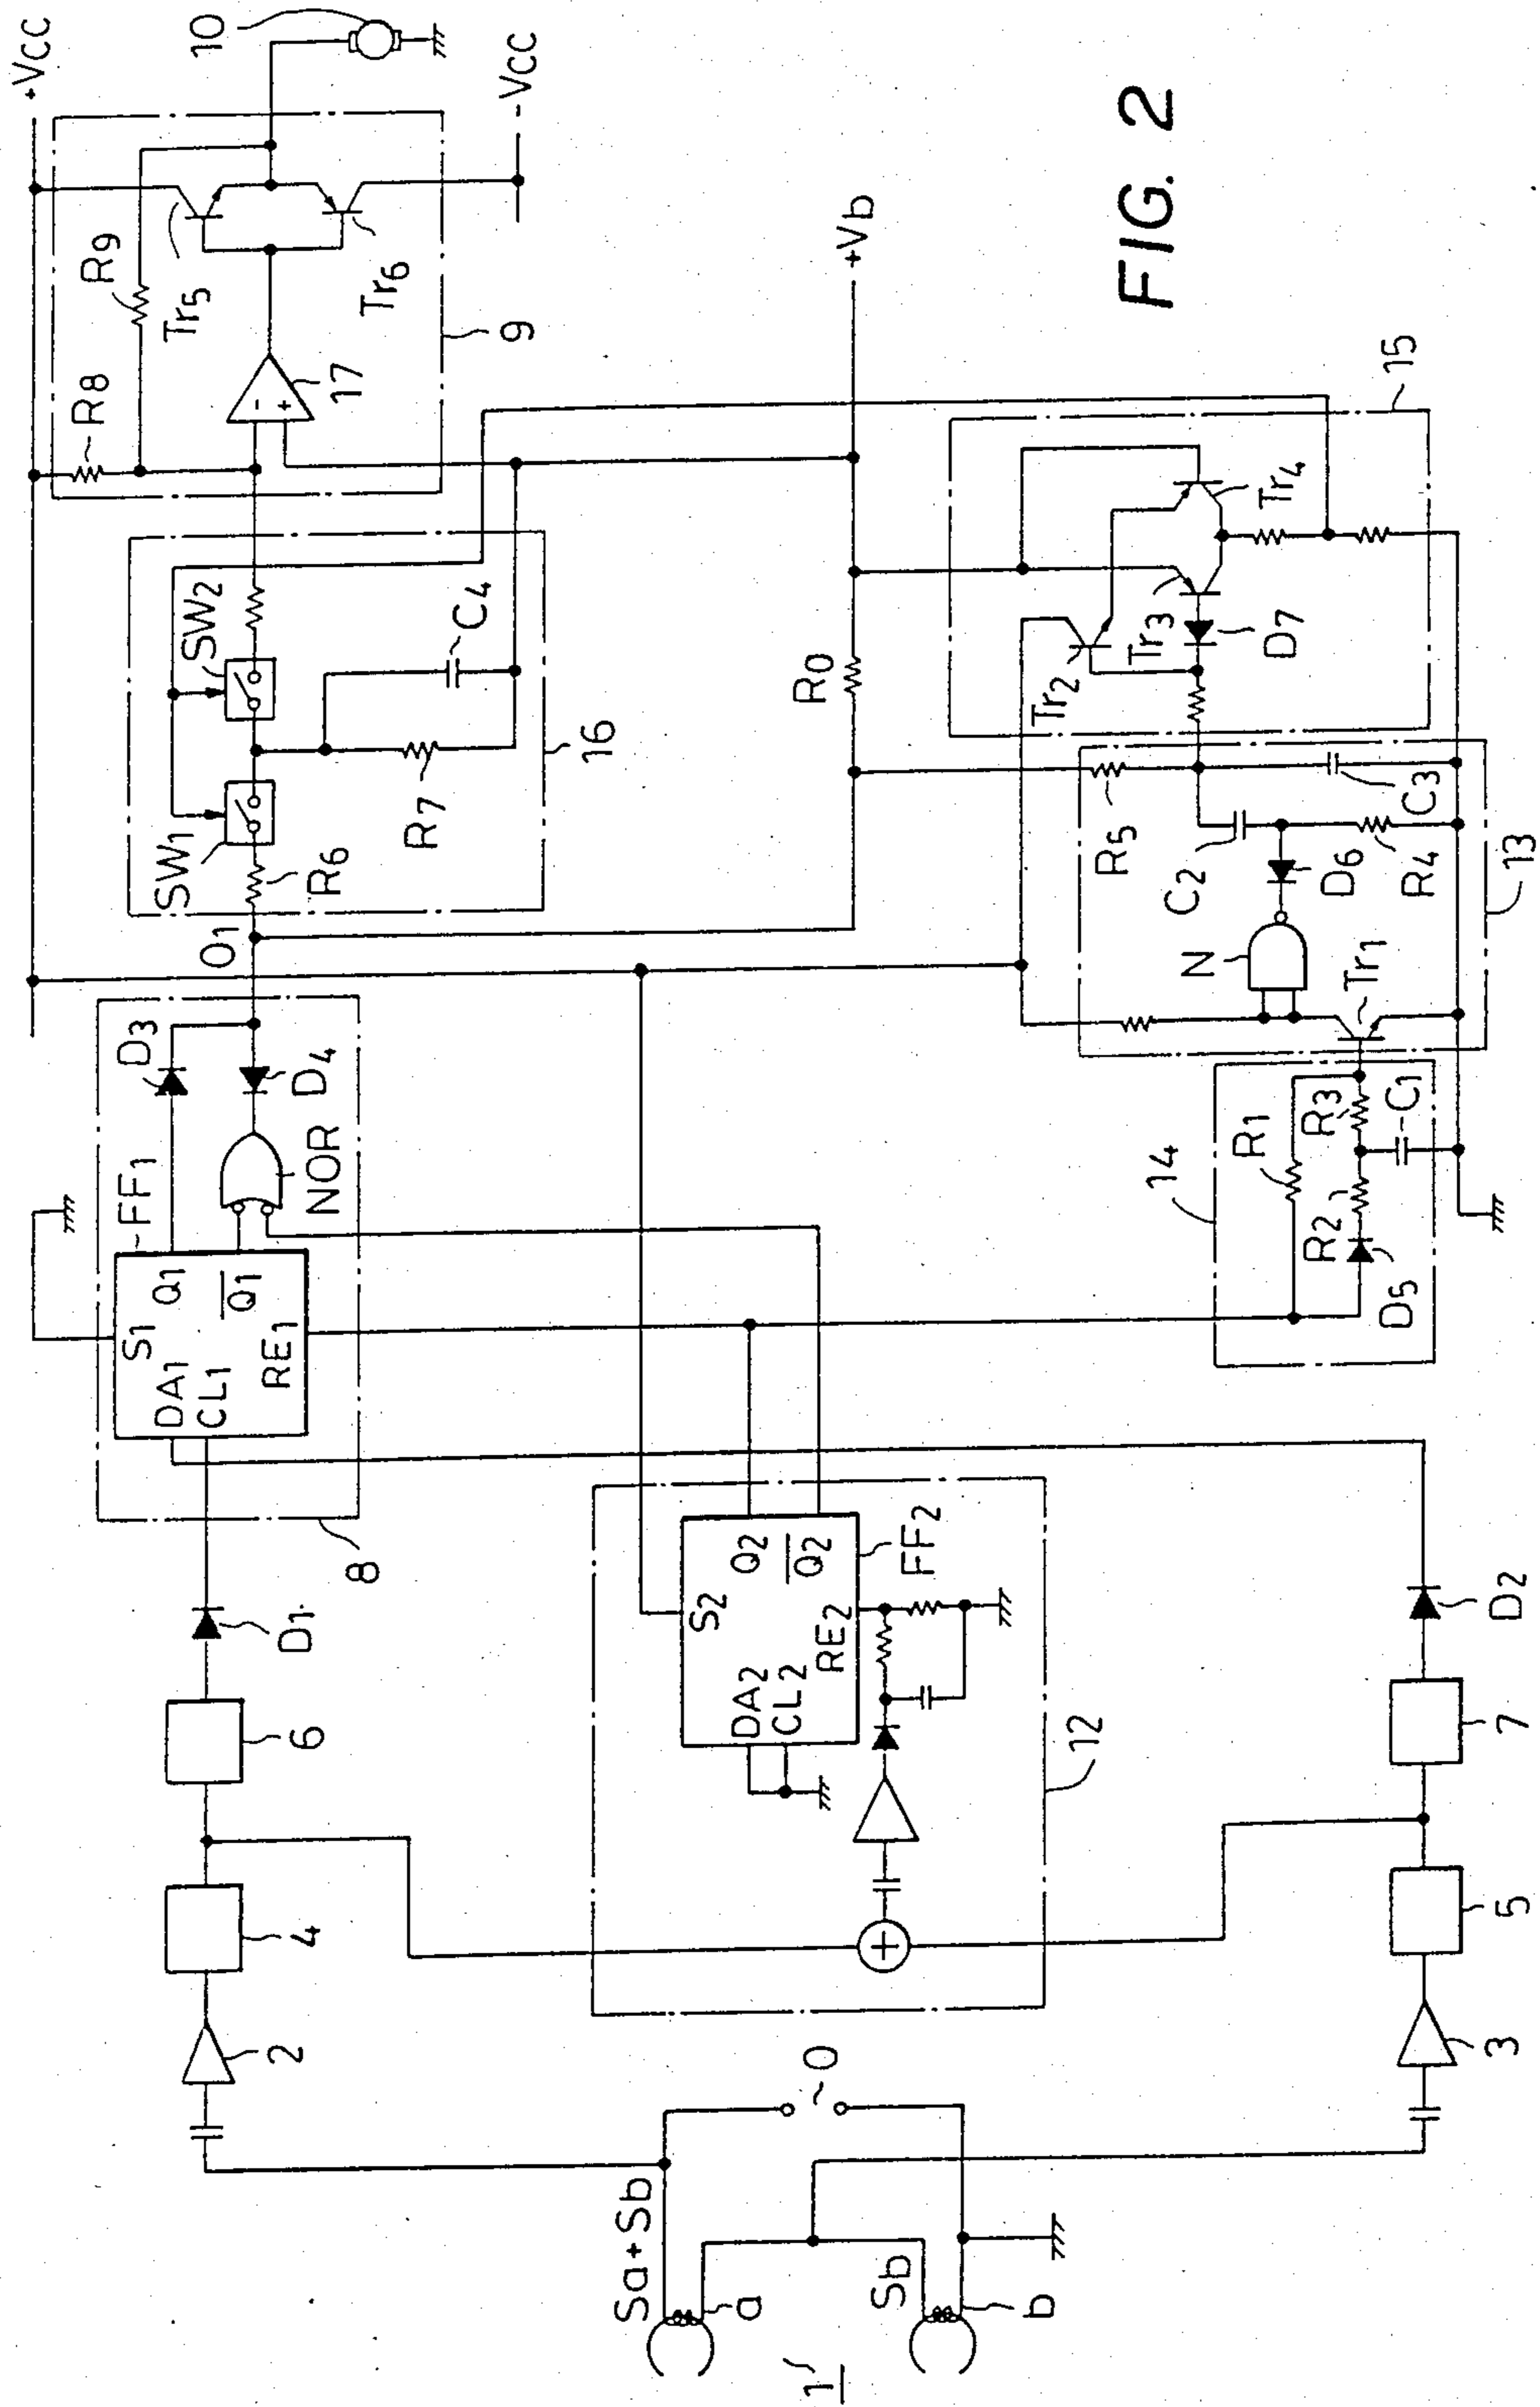 FIG. 2
+Vcc
10
-Vcc
R8
R9
Tr5
Tr6
17
9
SW1
SW2
R6
R7
C4
16
O1
8
FF1
S1
DA1
CL1
Q1
Q1
RE1
D3
D4
NOR
D1
6
4
2
+Vb
R0
12
FF2
S2
DA2
CL2
RE2
Q2
Q2
15
Tr2
Tr3
Tr4
D7
13
R5
C2
C3
D6
R4
N
Tr1
14
R1
R2
R3
C1
D5
D2
7
5
3
~0
Sa+Sb
a
Sb
b
1